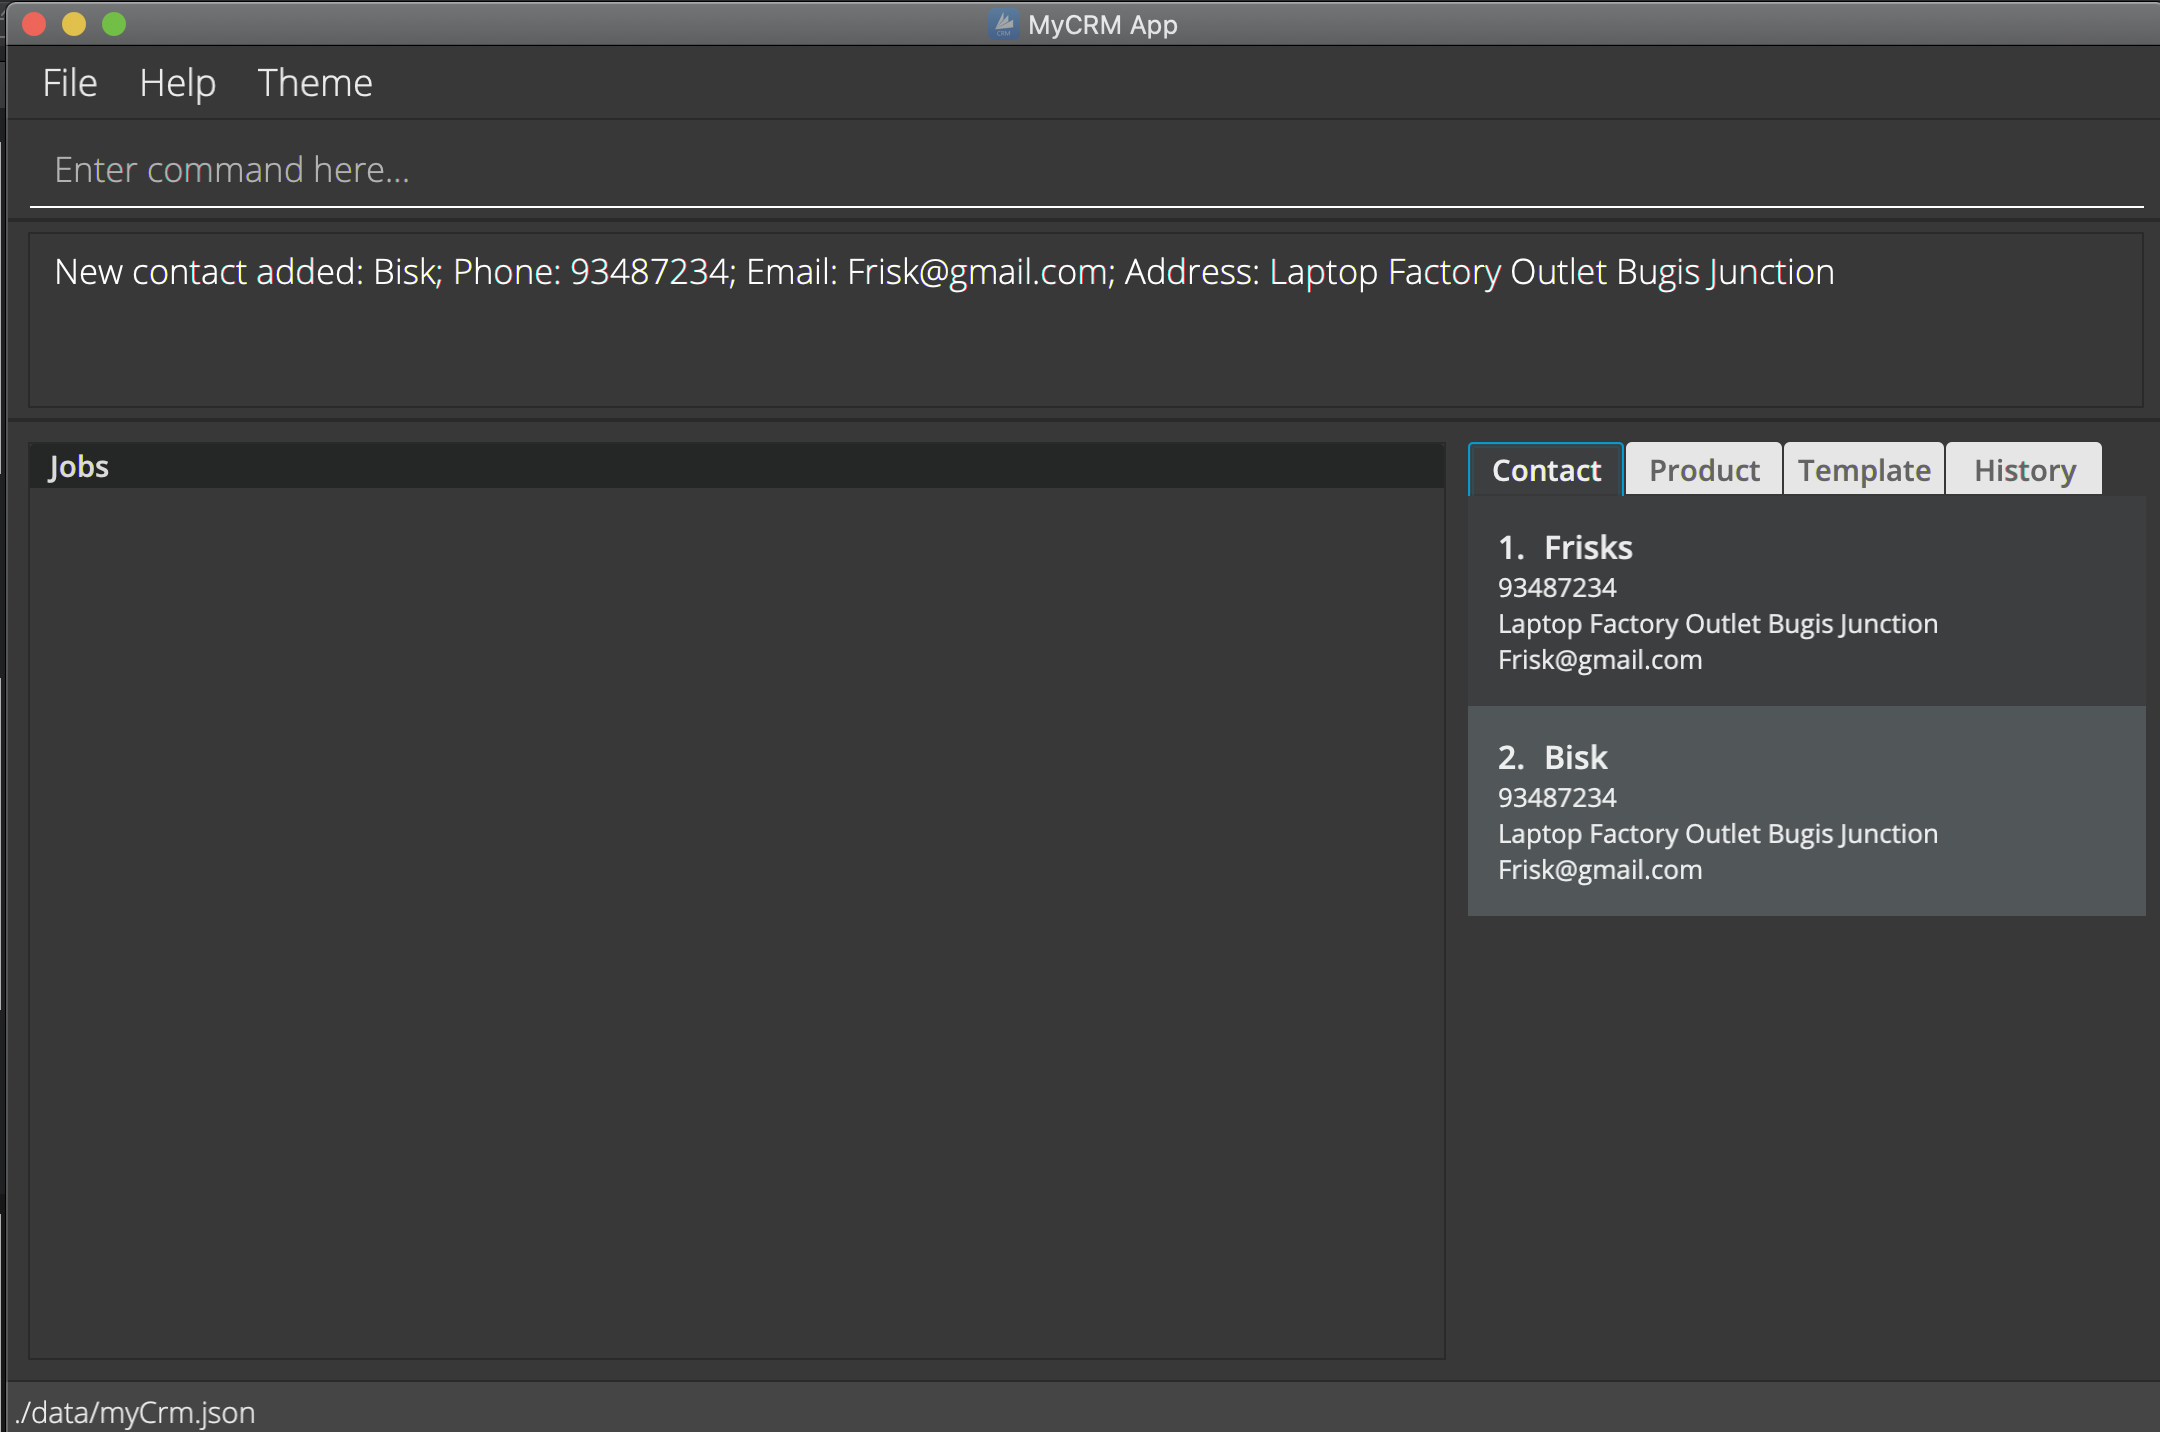 MyCRM App
File Help Theme
Enter command here...
New contact added: Bisk; Phone: 93487234; Email: Frisk@gmail.com; Address: Laptop Factory Outlet Bugis Junction
Jobs
Contact Product Template History
1. Frisks
93487234
Laptop Factory Outlet Bugis Junction
Frisk@gmail.com
2. Bisk
93487234
Laptop Factory Outlet Bugis Junction
Frisk@gmail.com
./data/myCrm.json